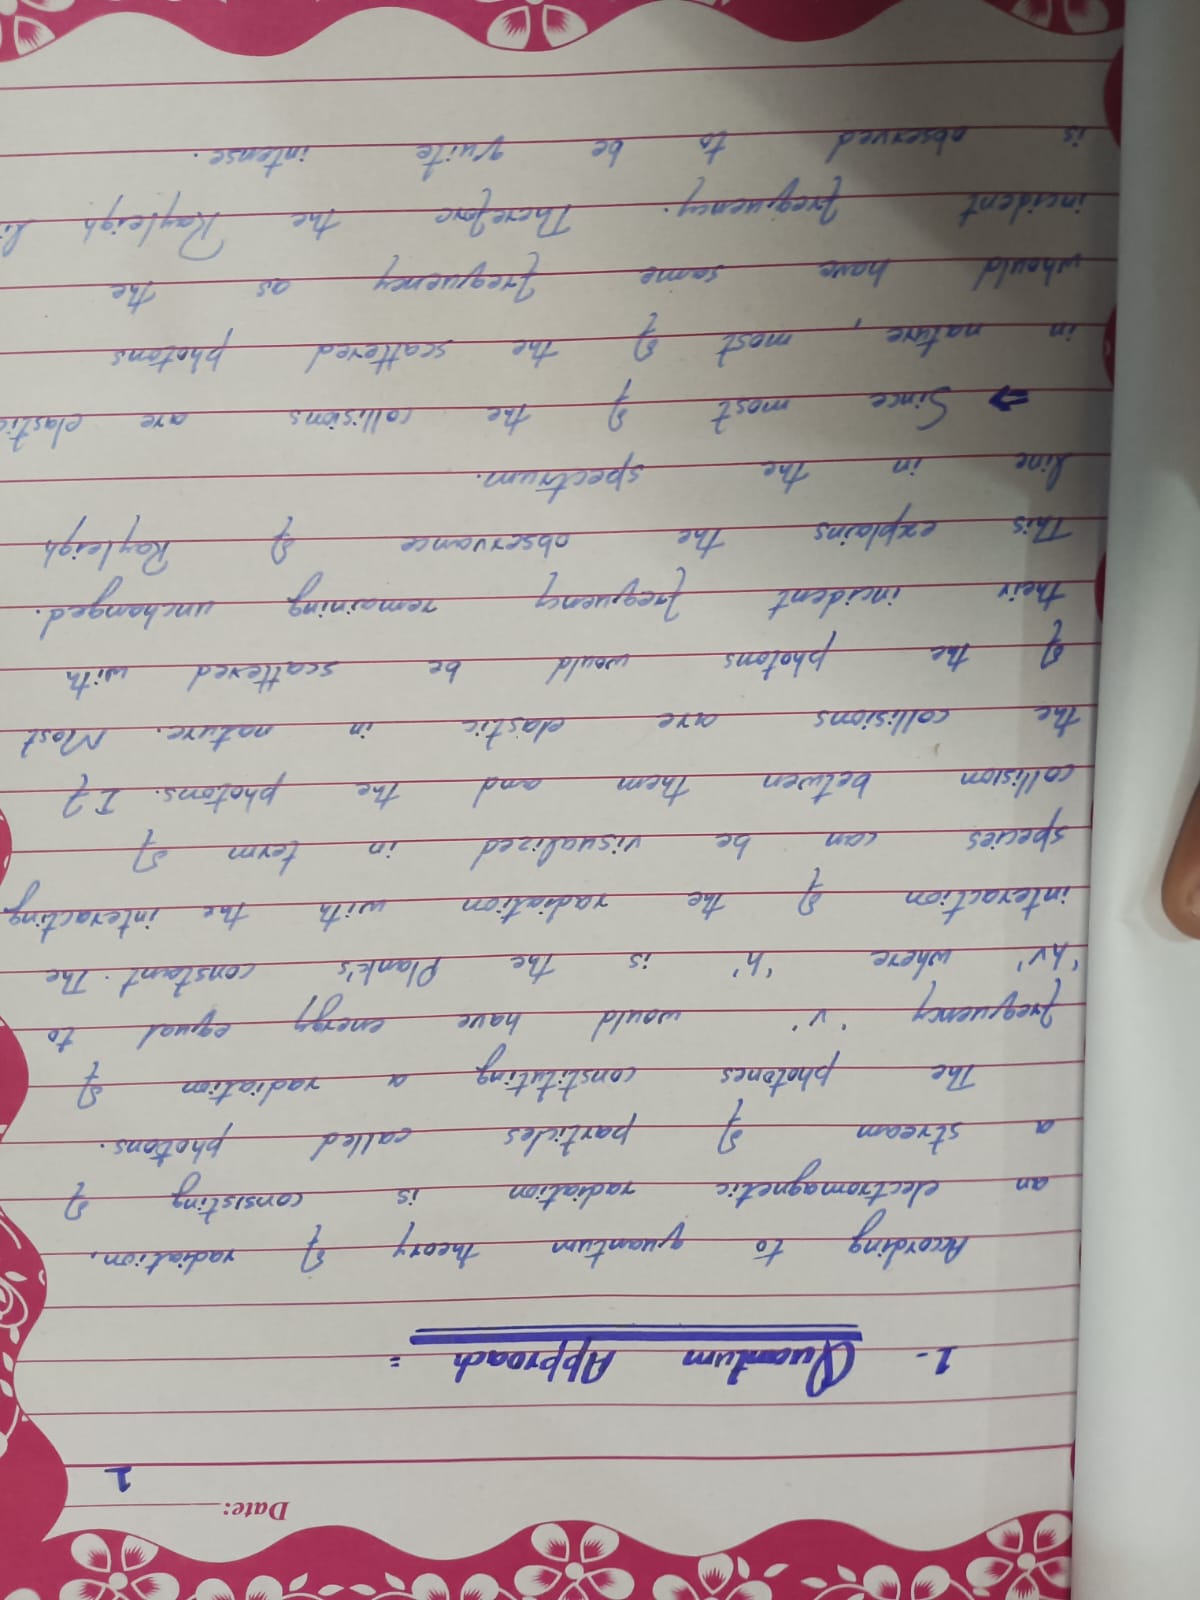 Date:
1
1- Quantum Approach :
According to quantum theory of radiation,
an electromagnetic radiation is consisting of
a stream of particles called photons.
The photones constituting a radiation of
frequency 'v' would have energy equal to
'hv' where 'h' is the Plank's constant. The
interaction of the radiation with the interacting
species can be visualized in term of
collision betwen them and the photons. If
the collisions are elastic in nature. Most
of the photons would be scattered with
their incident frequency remaining unchanged.
This explains the observance of Rayleigh
line in the spectrum.
⇒ Since most of the collisions are elastic
in nature, most of the scattered photons
whould have same frequency as the
incident frequency. Therefore the Rayleigh li
is observed to be quite intense.